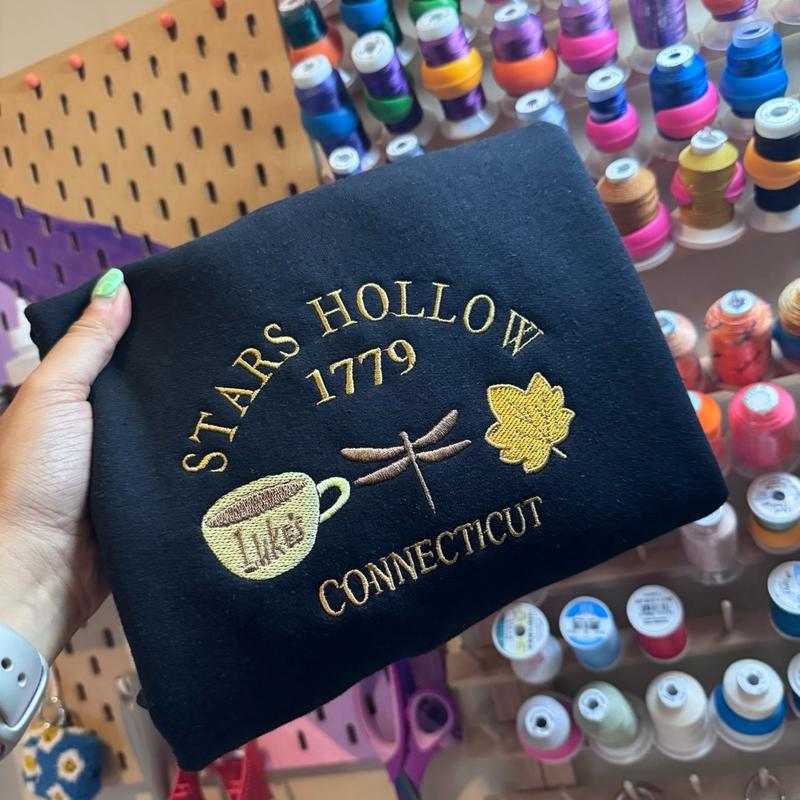 STARS HOLLOW
1779
Luke's
CONNECTICUT